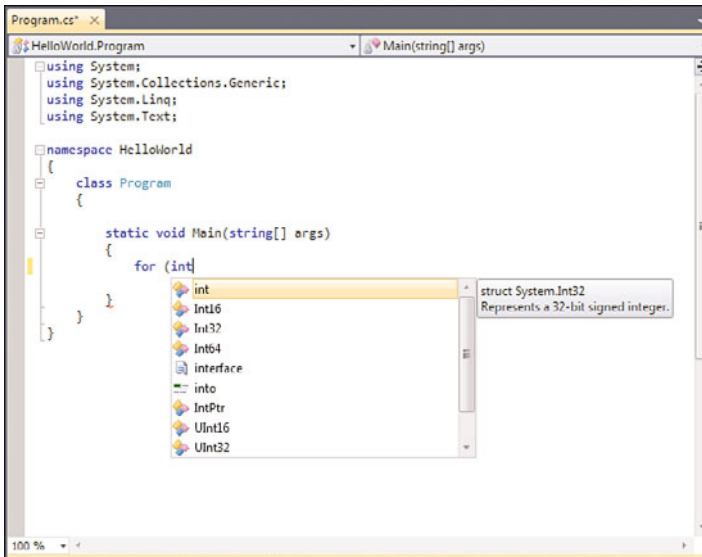 Program.cs*
HelloWorld.Program
Main(string[] args)
using System;
using System.Collections.Generic;
using System.Linq;
using System.Text;
namespace HelloWorld
{
class Program
{
static void Main(string[] args)
{
for (int
}
}
}
int
Int16
Int32
Int64
interface
into
IntPtr
UInt16
UInt32
struct System.Int32
Represents a 32-bit signed integer.
100 %